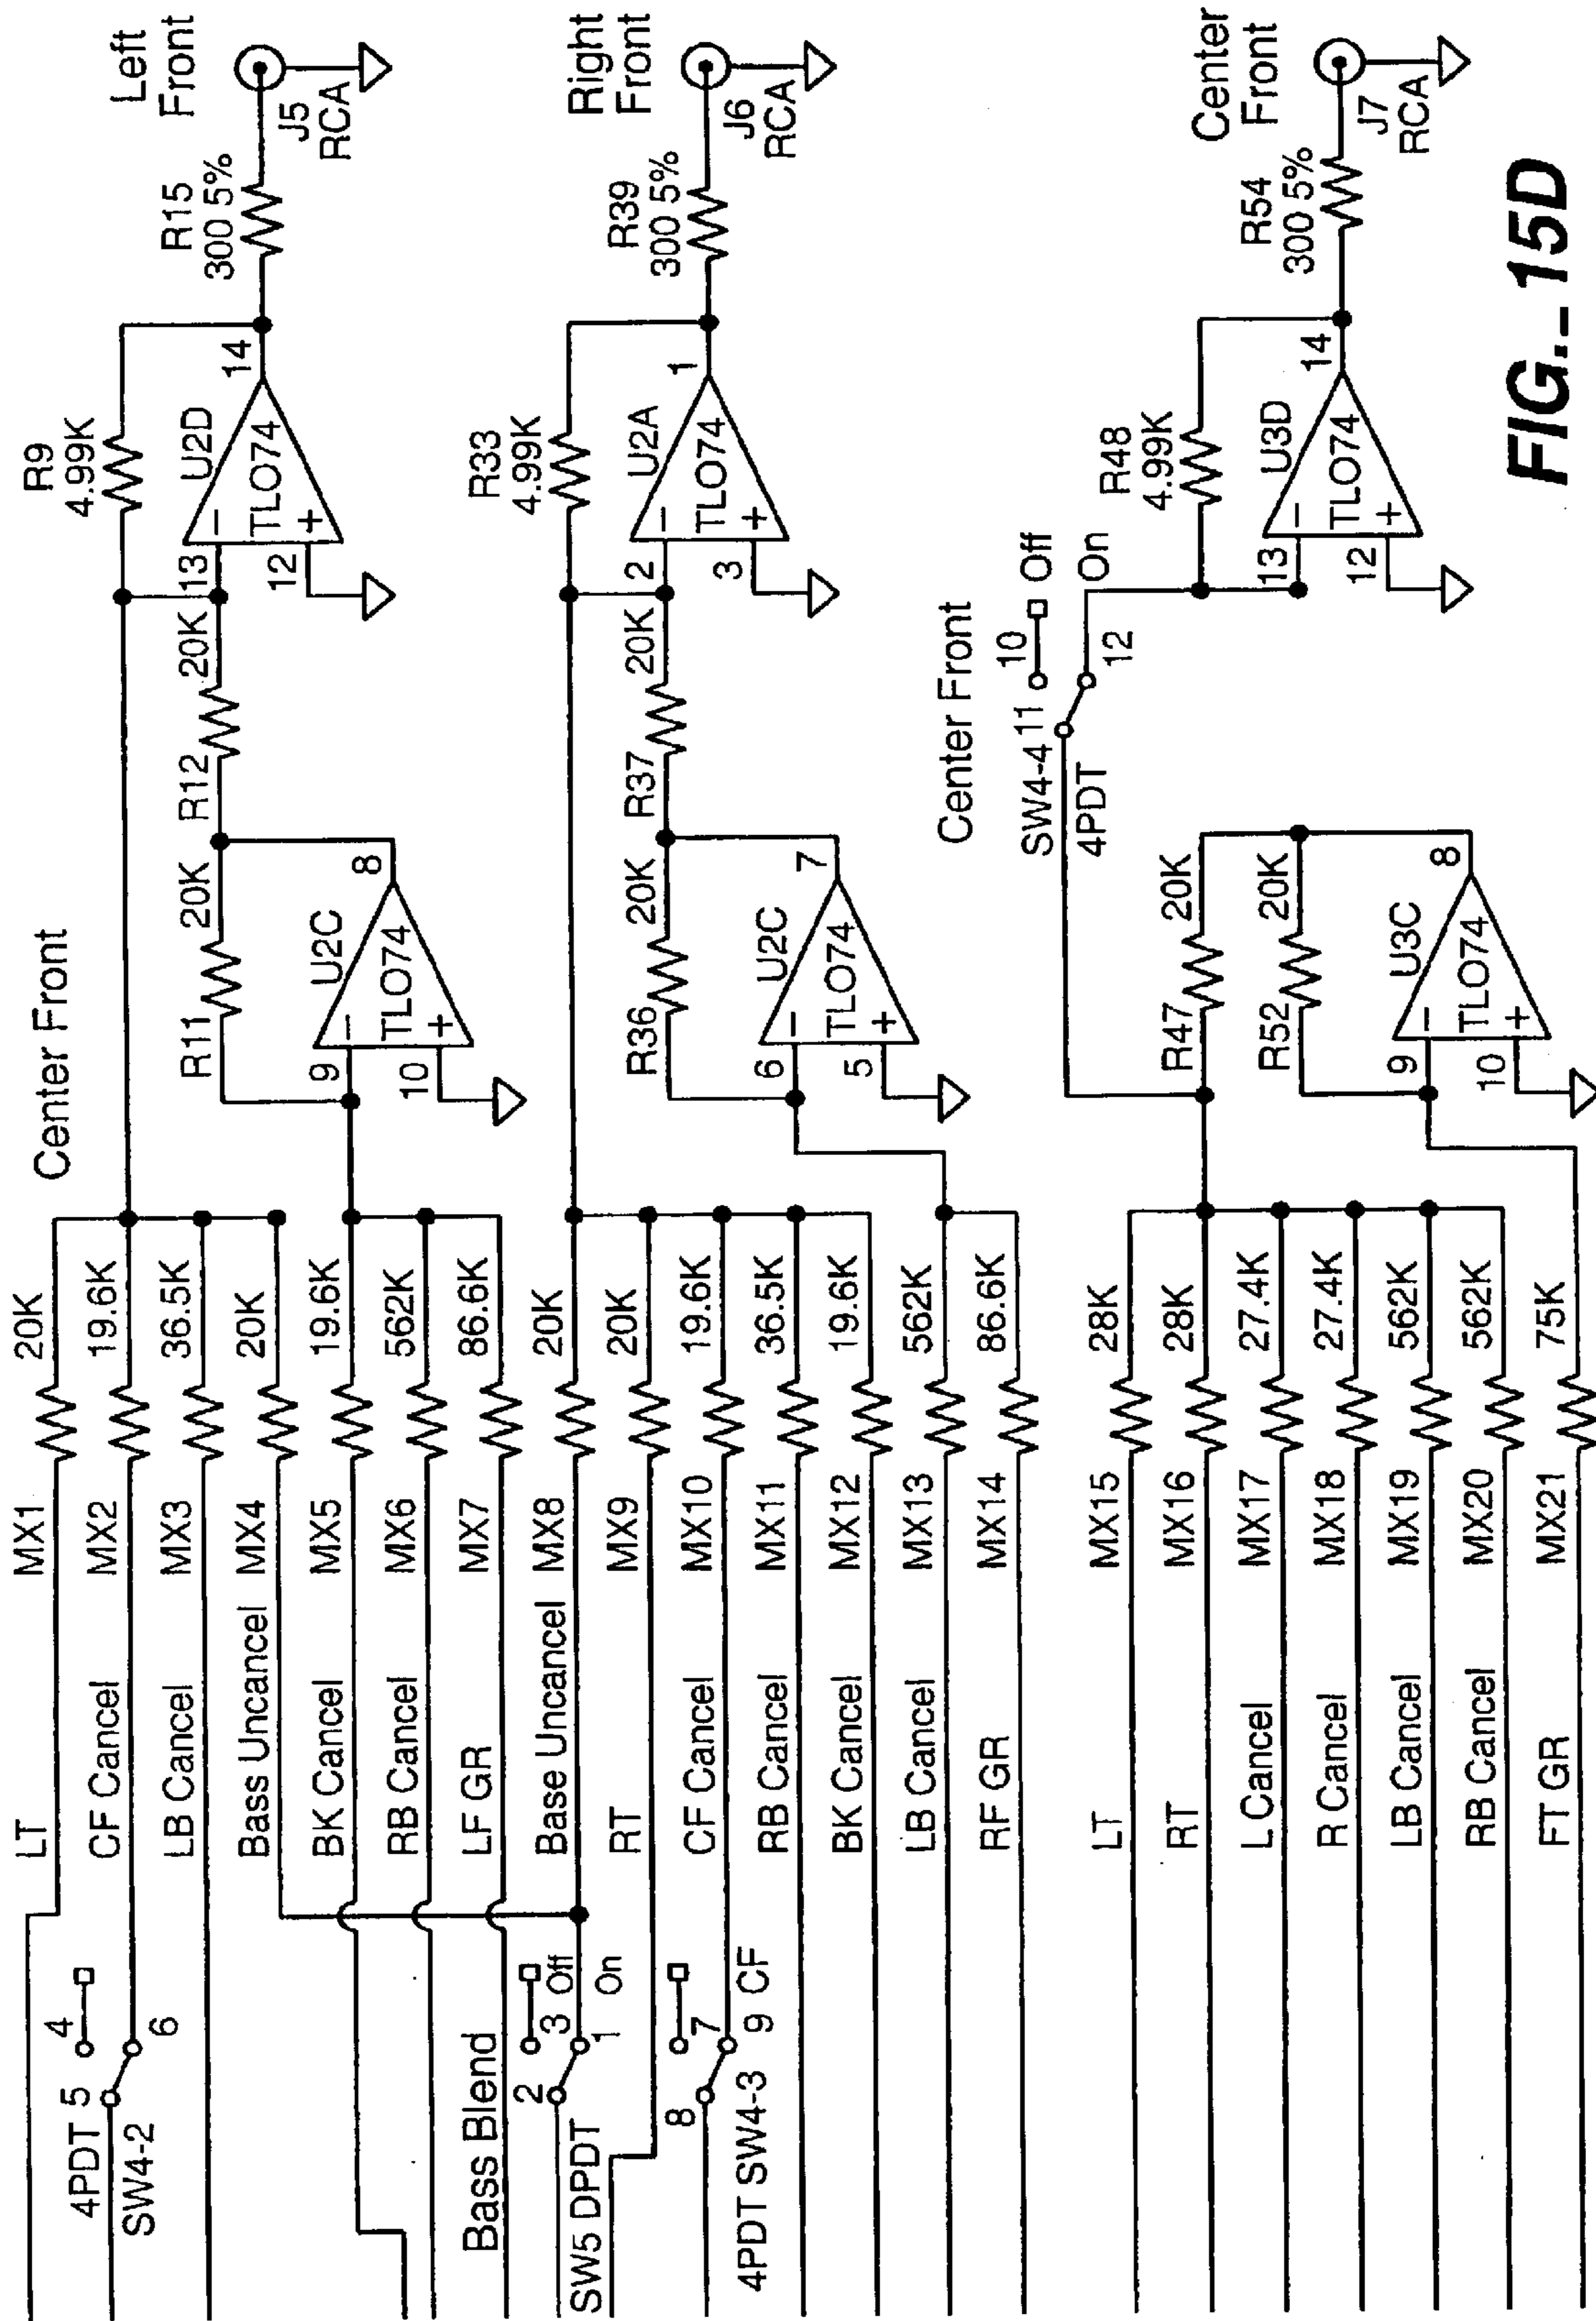 Center Front
LT
MX1
20K
4PDT
5
4
6
SW4-2
CF Cancel
MX2
19.6K
LB Cancel
MX3
36.5K
Bass Uncancel
MX4
20K
BK Cancel
MX5
19.6K
RB Cancel
MX6
562K
LF GR
MX7
86.6K
R9
4.99K
R11
20K
R12
20K
9
10
U2C
TLO74
8
13
12
U2D
TLO74
14
R15
300 5%
Left
Front
J5
RCA
Bass Blend
2
3
Off
1
On
SW5 DPDT
Base Uncancel
MX8
20K
RT
MX9
20K
8
7
9 CF
4PDT SW4-3
CF Cancel
MX10
19.6K
RB Cancel
MX11
36.5K
BK Cancel
MX12
19.6K
LB Cancel
MX13
562K
RF GR
MX14
86.6K
R33
4.99K
R36
20K
R37
20K
6
5
U2C
TLO74
7
2
3
U2A
TLO74
1
R39
300 5%
Right
Front
J6
RCA
Center Front
SW4-4
11
10
Off
12
On
4PDT
LT
MX15
28K
RT
MX16
28K
L Cancel
MX17
27.4K
R Cancel
MX18
27.4K
LB Cancel
MX19
562K
RB Cancel
MX20
562K
FT GR
MX21
75K
R47
20K
R52
20K
9
10
U3C
TLO74
8
R48
4.99K
13
12
U3D
TLO74
14
R54
300 5%
Center
Front
J7
RCA
FIG._15D